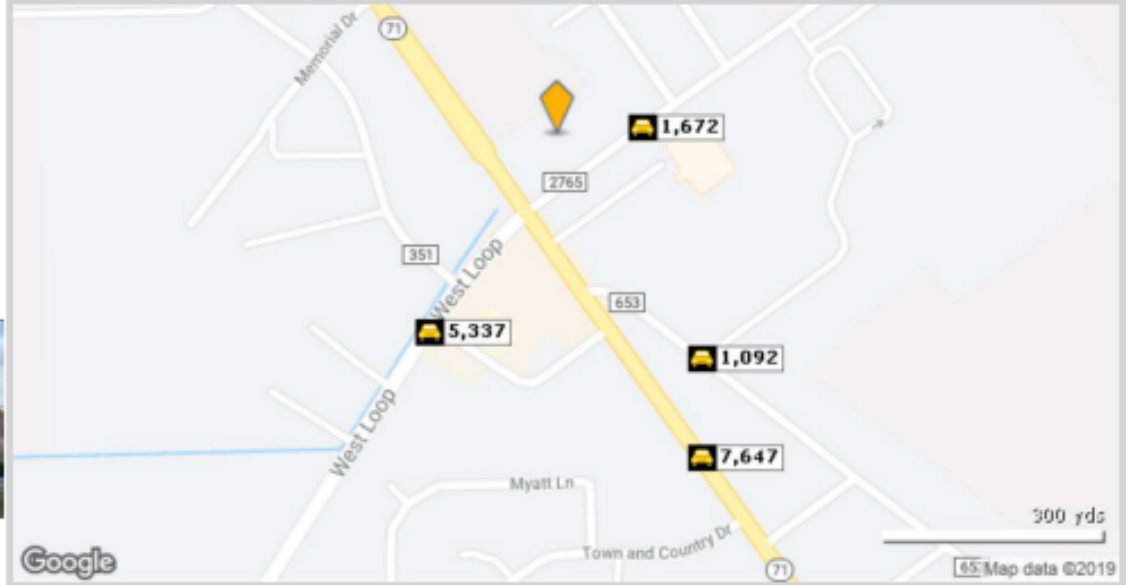 71
Memorial Dr
1,672
2765
351
West Loop
653
5,337
1,092
West Loop
7,647
Myatt Ln
300 yds
Town and Country Dr
Google
71
65
Map data ©2019